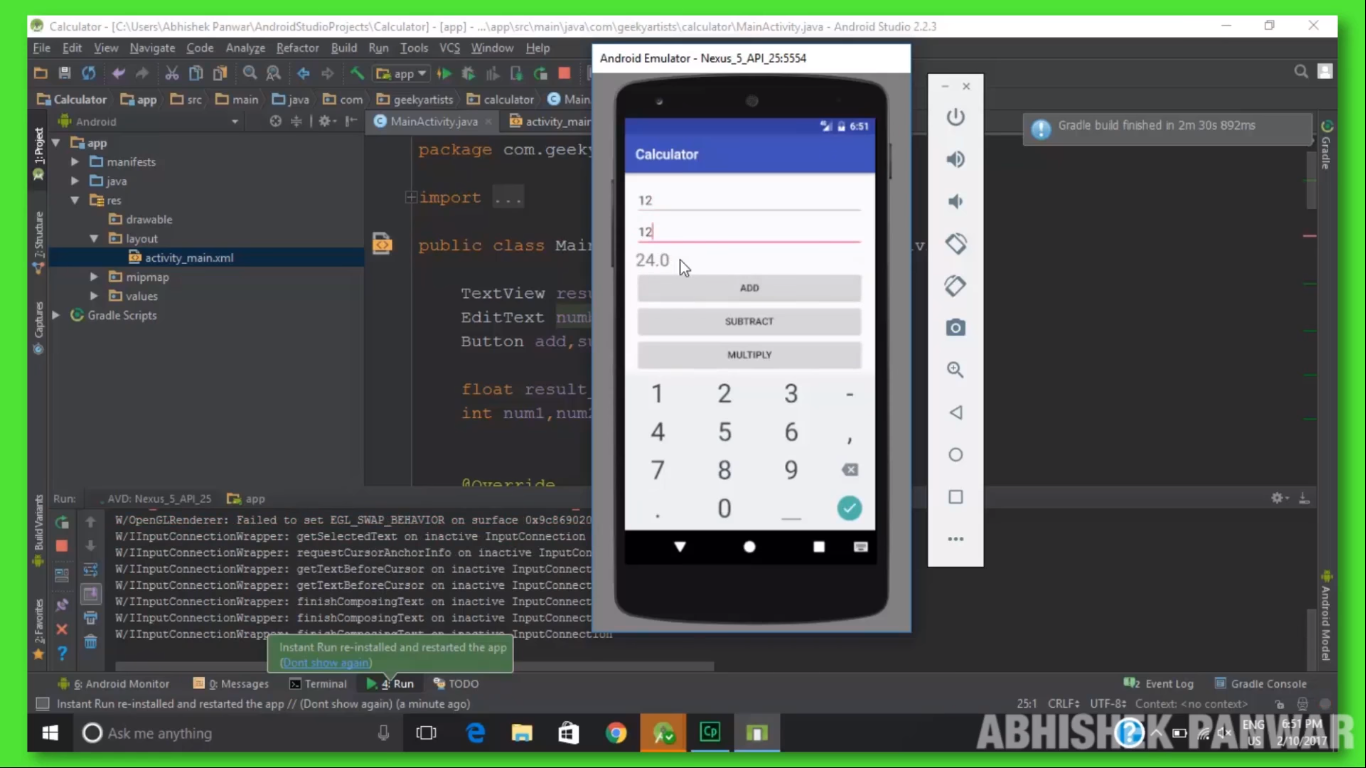 Calculator - [C:\Users\Abhishek Panwar\AndroidStudioProjects\Calculator] - [app] - ...\app\src\main\java\com\geekyartists\calculator\MainActivity.java - Android Studio 2.2.3
File Edit View Navigate Code Analyze Refactor Build Run Tools VCS Window Help
Android Emulator - Nexus_5_API_25:5554
app
Calculator app src main java com geekyartists calculator Main
Android MainActivity.java activity_main
Gradle build finished in 2m 30s 892ms
1: Project
Z: Structure
Captures
Build Variants
2: Favorites
Gradle
Android Model
app
manifests
java
res
drawable
layout
activity_main.xml
mipmap
values
Gradle Scripts
package com.geeky
import ...
public class Main
TextView resu
EditText numb
Button add,su
float result_
int num1,num2
@Override
6:51
Calculator
12
12
24.0
ADD
SUBTRACT
MULTIPLY
1 2 3 -
4 5 6 ,
7 8 9
. 0 _
Run: AVD: Nexus_5_API_25 app
W/OpenGLRenderer: Failed to set EGL_SWAP_BEHAVIOR on surface 0x9c869020
W/IInputConnectionWrapper: getSelectedText on inactive InputConnection
W/IInputConnectionWrapper: requestCursorAnchorInfo on inactive InputConn
W/IInputConnectionWrapper: getTextBeforeCursor on inactive InputConnect
W/IInputConnectionWrapper: getTextBeforeCursor on inactive InputConnect
W/IInputConnectionWrapper: finishComposingText on inactive InputConnect
W/IInputConnectionWrapper: finishComposingText on inactive InputConnect
W/IInputConnectionWrapper: finishComposingText on inactive InputConnection
Instant Run re-installed and restarted the app
(Dont show again)
6: Android Monitor 0: Messages Terminal 4: Run TODO 2 Event Log Gradle Console
Instant Run re-installed and restarted the app // (Dont show again) (a minute ago) 25:1 CRLF÷ UTF-8÷ Context: <no context>
Ask me anything
Cp
ENG
US
6:51 PM
2/10/2017
ABHISHEK PANWAR